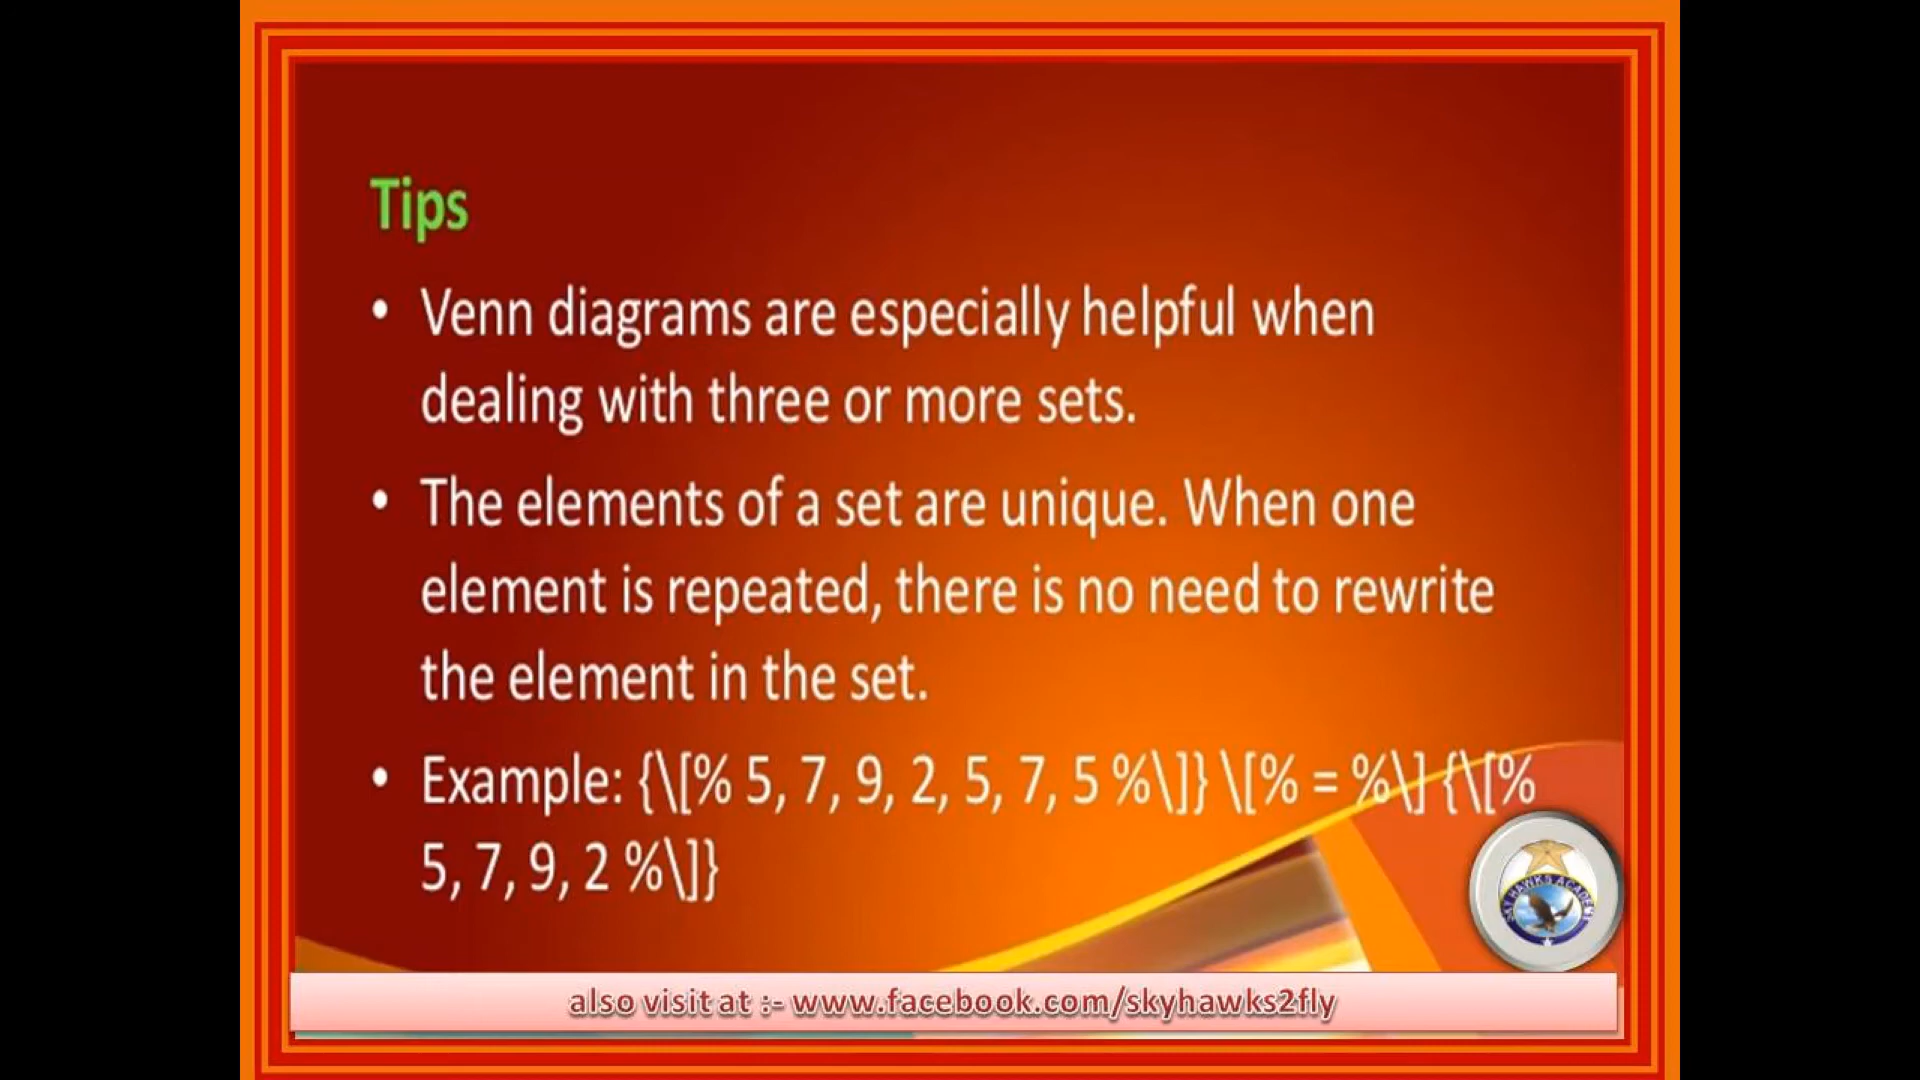 Tips
• Venn diagrams are especially helpful when
dealing with three or more sets.
• The elements of a set are unique. When one
element is repeated, there is no need to rewrite
the element in the set.
• Example: {\[% 5, 7, 9, 2, 5, 7, 5 %\]} \[% = %\] {\[%
5, 7, 9, 2 %\]}
also visit at :- www.facebook.com/skyhawks2fly